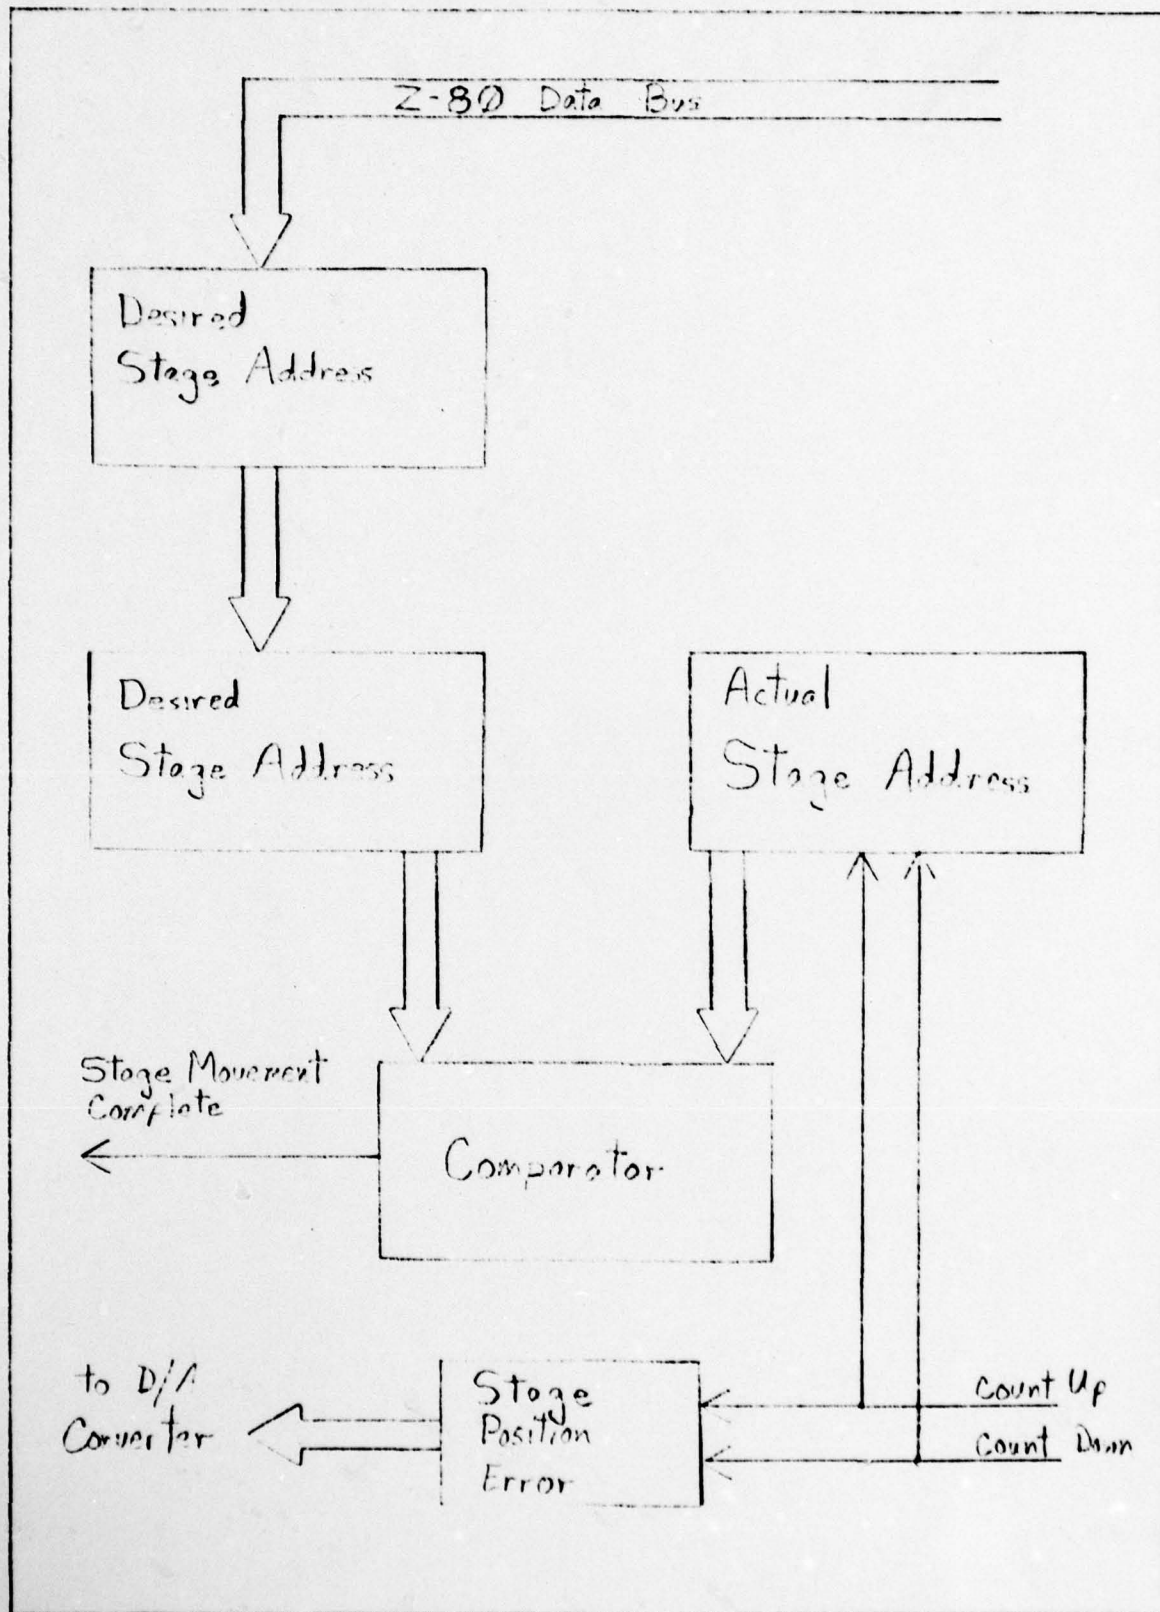 Z-80 Data Bus
Desired
Stage Address
Desired
Stage Address
Actual
Stage Address
Stage Movement
Complete
Comparator
to D/A
Converter
Stage
Position
Error
Count Up
Count Down